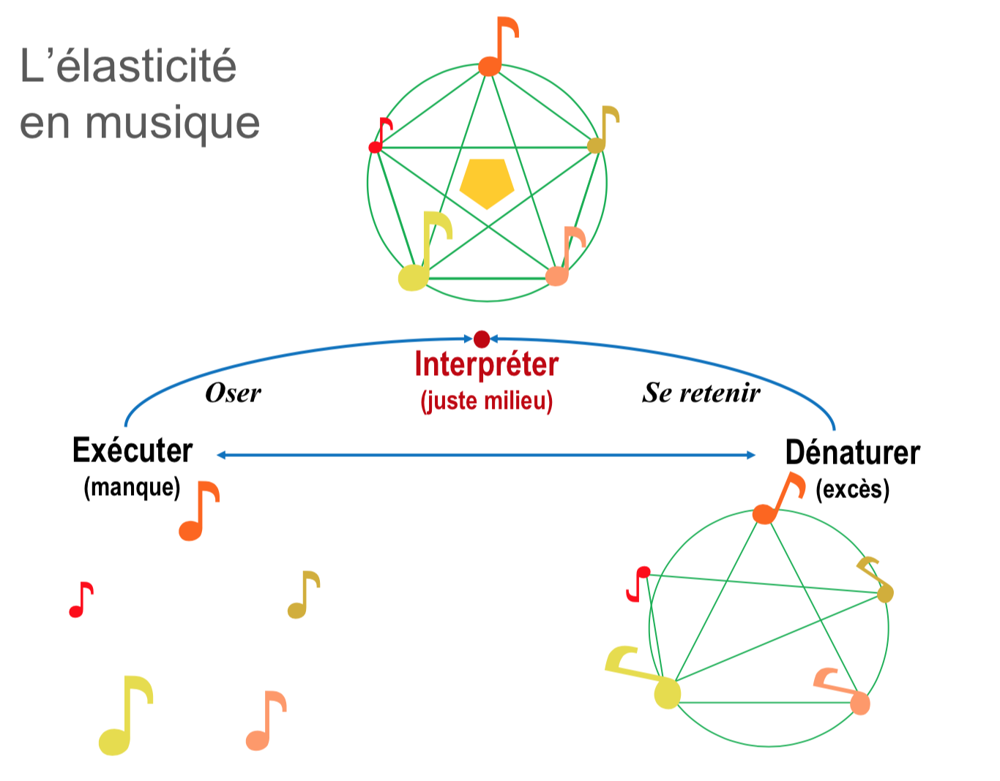 L’élasticité
en musique
Interpréter
(juste milieu)
Oser
Se retenir
Exécuter
(manque)
Dénaturer
(excès)